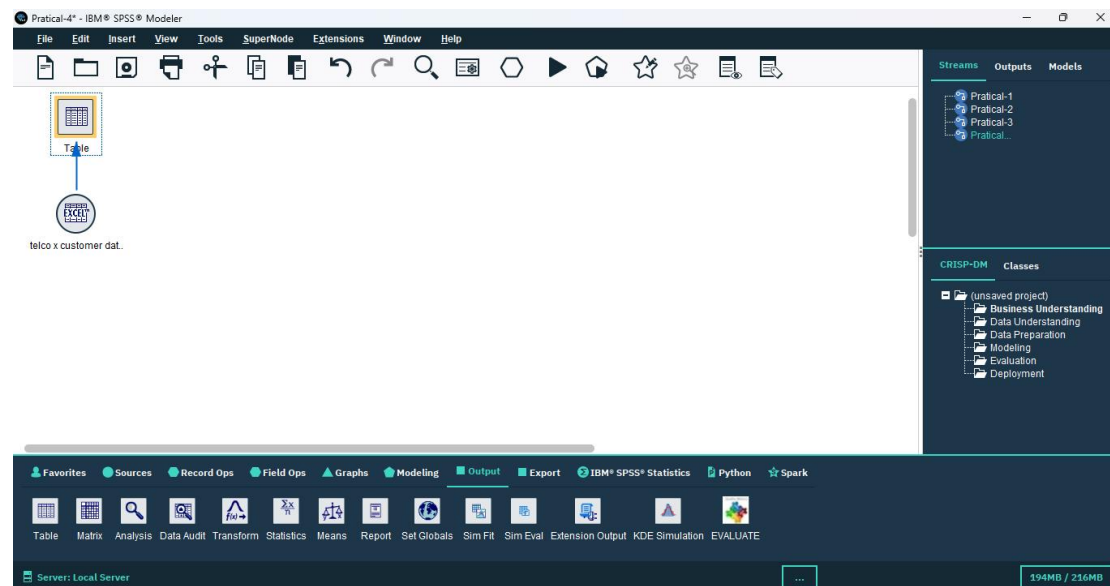 Pratical-4* - IBM® SPSS® Modeler
File Edit Insert View Tools SuperNode Extensions Window Help
Streams Outputs Models
Pratical-1
Pratical-2
Pratical-3
Pratical...
Table
EXCEL
telco x customer dat..
CRISP-DM Classes
(unsaved project)
Business Understanding
Data Understanding
Data Preparation
Modeling
Evaluation
Deployment
Favorites Sources Record Ops Field Ops Graphs Modeling Output Export IBM® SPSS® Statistics Python Spark
Table Matrix Analysis Data Audit Transform Statistics Means Report Set Globals Sim Fit Sim Eval Extension Output KDE Simulation EVALUATE
Server: Local Server
...
194MB / 216MB